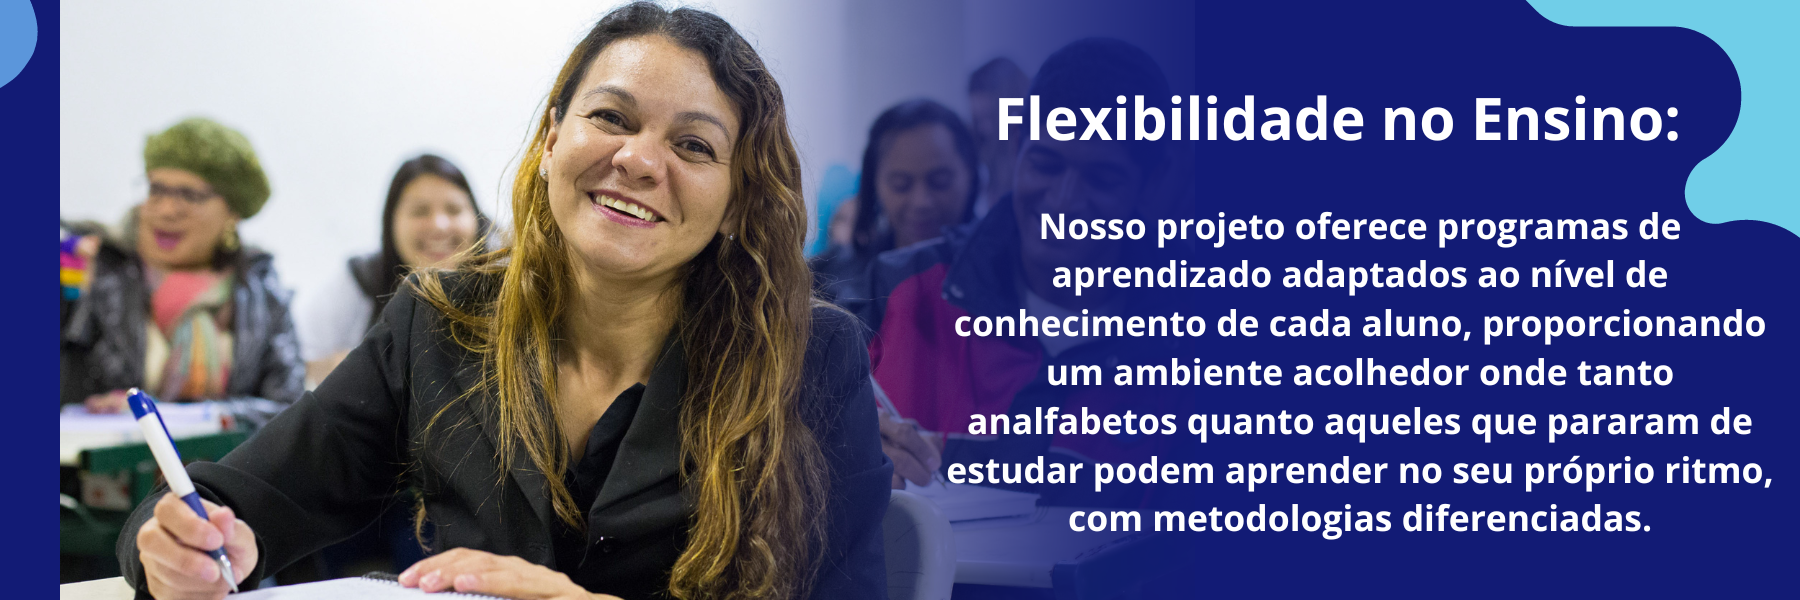 Flexibilidade no Ensino:
Nosso projeto oferece programas de
aprendizado adaptados ao nível de
conhecimento de cada aluno, proporcionando
um ambiente acolhedor onde tanto
analfabetos quanto aqueles que pararam de
estudar podem aprender no seu próprio ritmo,
com metodologias diferenciadas.